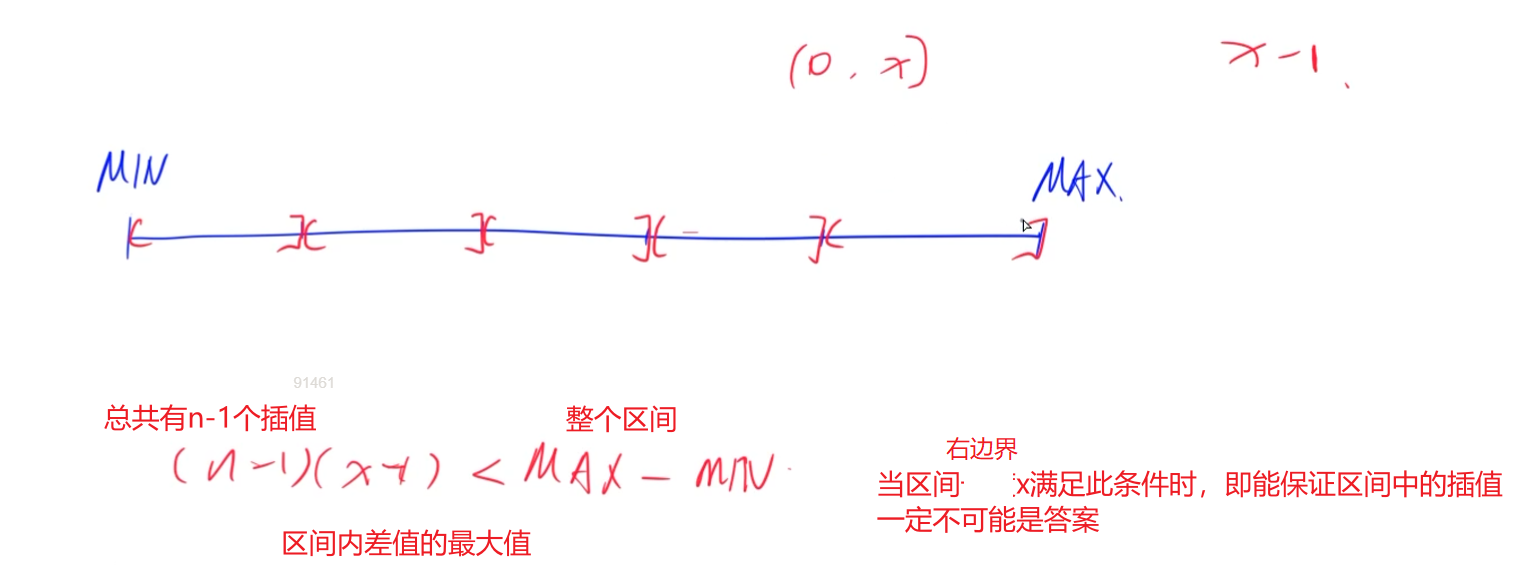 (0, x] x-1.
MIN MAX.
91461
总共有n-1个插值 整个区间
(n-1)(x-1) < MAX - MIN
右边界
当区间 x满足此条件时，即能保证区间中的插值
一定不可能是答案
区间内差值的最大值